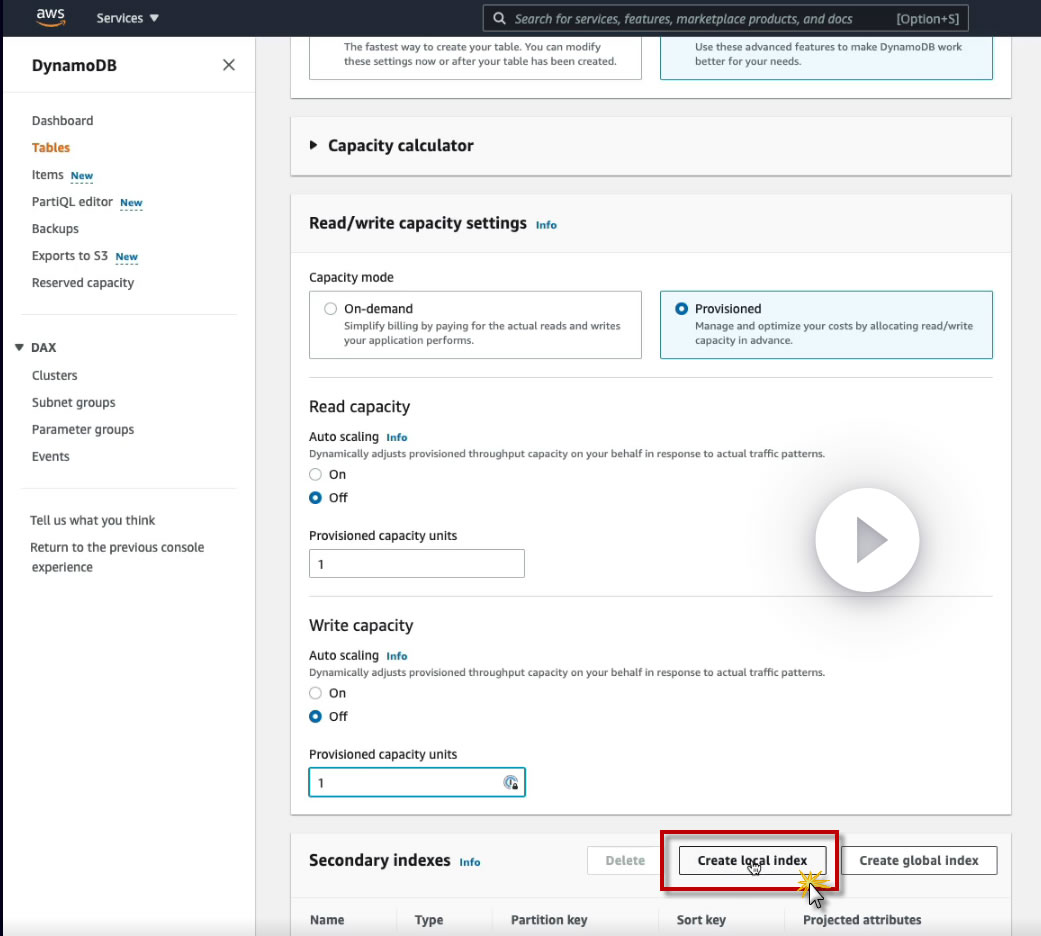 aws
Services ▼
Search for services, features, marketplace products, and docs
[Option+S]
DynamoDB
Dashboard
Tables
Items New
PartiQL editor New
Backups
Exports to S3 New
Reserved capacity
DAX
Clusters
Subnet groups
Parameter groups
Events
Tell us what you think
Return to the previous console
experience
The fastest way to create your table. You can modify
these settings now or after your table has been created.
Use these advanced features to make DynamoDB work
better for your needs.
Capacity calculator
Read/write capacity settings Info
Capacity mode
On-demand
Simplify billing by paying for the actual reads and writes
your application performs.
Provisioned
Manage and optimize your costs by allocating read/write
capacity in advance.
Read capacity
Auto scaling Info
Dynamically adjusts provisioned throughput capacity on your behalf in response to actual traffic patterns.
On
Off
Provisioned capacity units
1
Write capacity
Auto scaling Info
Dynamically adjusts provisioned throughput capacity on your behalf in response to actual traffic patterns.
On
Off
Provisioned capacity units
1
Secondary indexes Info
Delete
Create local index
Create global index
Name
Type
Partition key
Sort key
Projected attributes